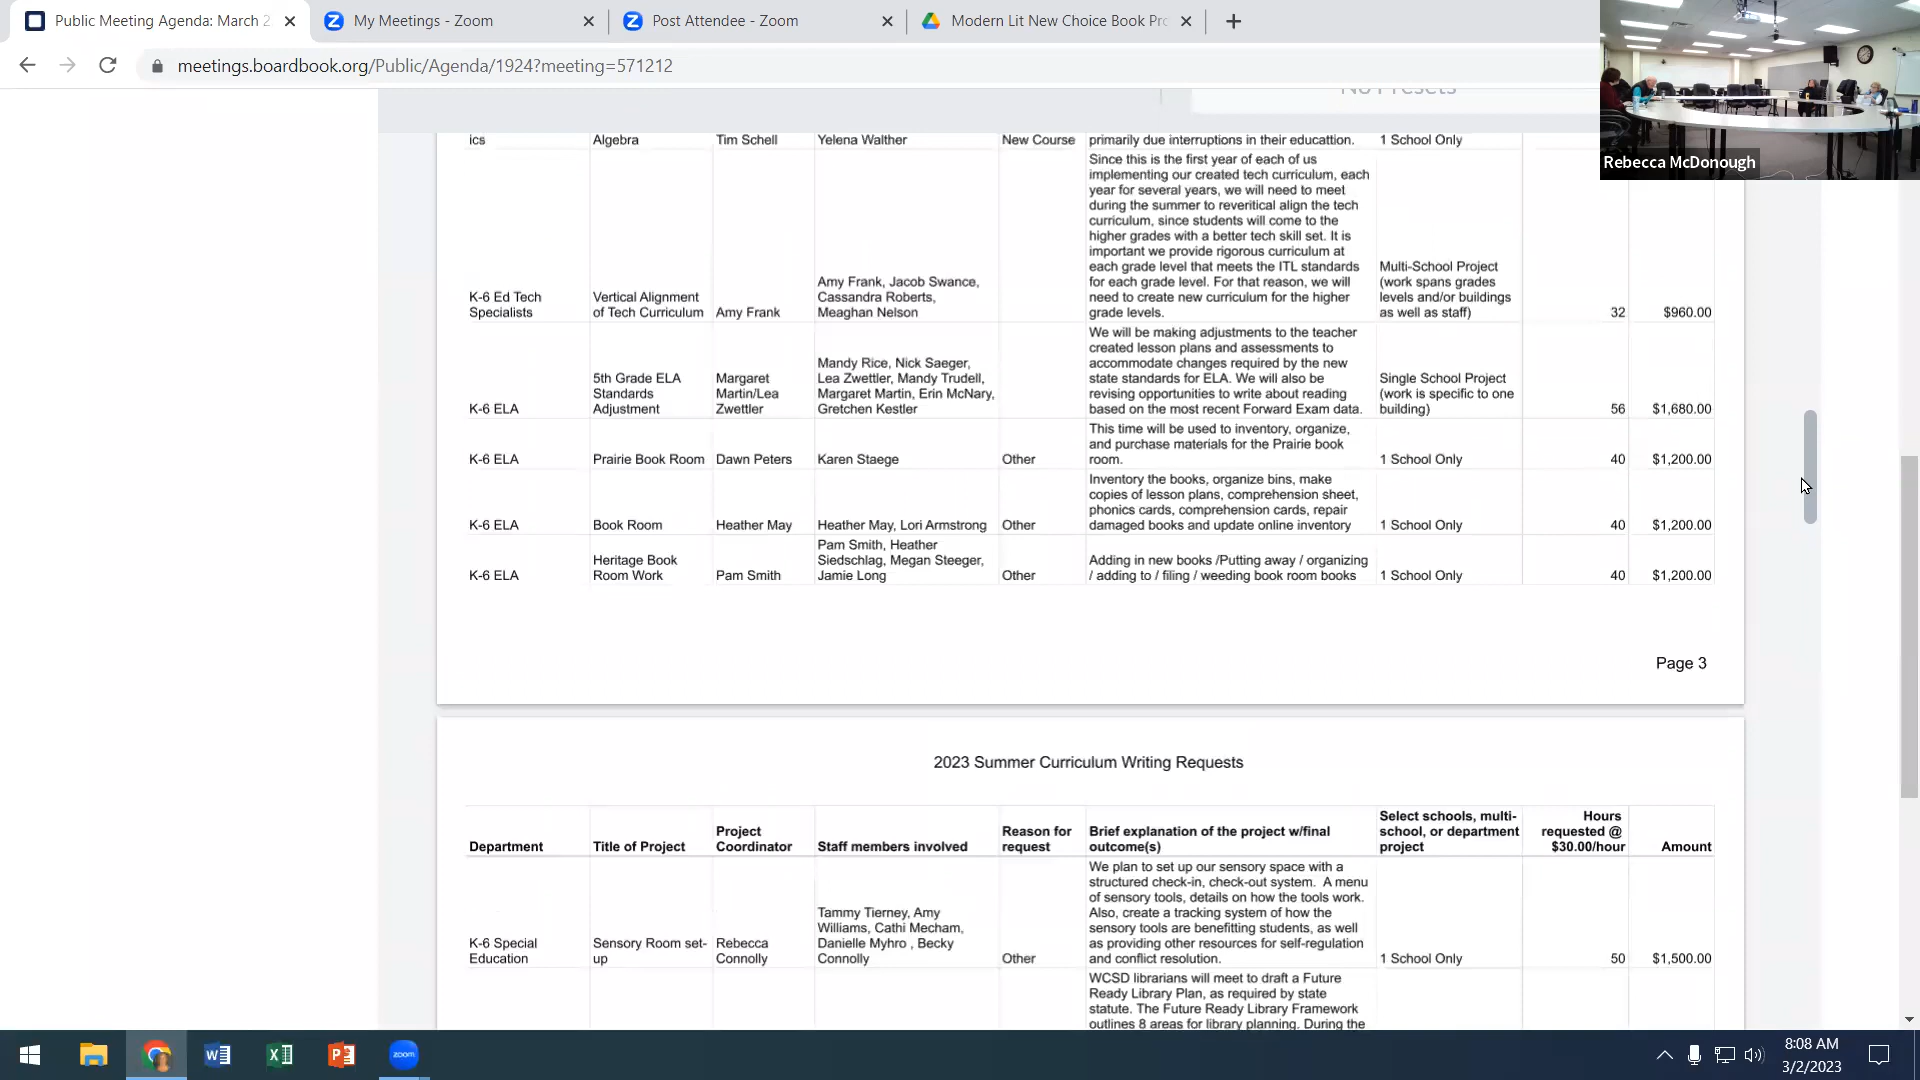 Public Meeting Agenda: March 2
My Meetings - Zoom
Post Attendee - Zoom
Modern Lit New Choice Book Pro
meetings.boardbook.org/Public/Agenda/1924?meeting=571212
No Presets
Rebecca McDonough
ics Algebra Tim Schell Yelena Walther New Course primarily due interruptions in their educattion. 1 School Only
Since this is the first year of each of us
implementing our created tech curriculum, each
year for several years, we will need to meet
during the summer to reveritical align the tech
curriculum, since students will come to the
higher grades with a better tech skill set. It is
important we provide rigorous curriculum at
each grade level that meets the ITL standards Multi-School Project
for each grade level. For that reason, we will (work spans grades
Amy Frank, Jacob Swance,
K-6 Ed Tech Vertical Alignment Cassandra Roberts, need to create new curriculum for the higher levels and/or buildings
Specialists of Tech Curriculum Amy Frank Meaghan Nelson grade levels. as well as staff) 32 $960.00
We will be making adjustments to the teacher
created lesson plans and assessments to
Mandy Rice, Nick Saeger, accommodate changes required by the new
5th Grade ELA Margaret Lea Zwettler, Mandy Trudell, state standards for ELA. We will also be Single School Project
Standards Martin/Lea Margaret Martin, Erin McNary, revising opportunities to write about reading (work is specific to one
K-6 ELA Adjustment Zwettler Gretchen Kestler based on the most recent Forward Exam data. building) 56 $1,680.00
This time will be used to inventory, organize,
and purchase materials for the Prairie book
K-6 ELA Prairie Book Room Dawn Peters Karen Staege Other room. 1 School Only 40 $1,200.00
Inventory the books, organize bins, make
copies of lesson plans, comprehension sheet,
phonics cards, comprehension cards, repair
K-6 ELA Book Room Heather May Heather May, Lori Armstrong Other damaged books and update online inventory 1 School Only 40 $1,200.00
Pam Smith, Heather
Heritage Book Siedschlag, Megan Steeger, Adding in new books /Putting away / organizing
K-6 ELA Room Work Pam Smith Jamie Long Other / adding to / filing / weeding book room books 1 School Only 40 $1,200.00
Page 3
2023 Summer Curriculum Writing Requests
Select schools, multi- Hours
Project Reason for Brief explanation of the project w/final school, or department requested @
Department Title of Project Coordinator Staff members involved request outcome(s) project $30.00/hour Amount
We plan to set up our sensory space with a
structured check-in, check-out system. A menu
of sensory tools, details on how the tools work.
Tammy Tierney, Amy Also, create a tracking system of how the
Williams, Cathi Mecham, sensory tools are benefitting students, as well
K-6 Special Sensory Room set- Rebecca Danielle Myhro , Becky as providing other resources for self-regulation
Education up Connolly Connolly Other and conflict resolution. 1 School Only 50 $1,500.00
WCSD librarians will meet to draft a Future
Ready Library Plan, as required by state
statute. The Future Ready Library Framework
outlines 8 areas for library planning. During the
zoom
8:08 AM
3/2/2023